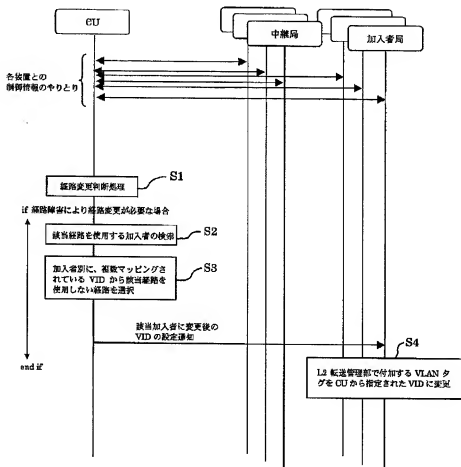 CU
中継局
加入者局
各装置との
制御情報のやりとり
S1
経路変更判断処理
if 経路障害により経路変更が必要な場合
S2
該当経路を使用する加入者の検索
S3
加入者別に、複数マッピングさ
れている VID から該当経路を
使用しない経路を選択
該当加入者に変更後の
VID の設定通知
S4
end if
L2 転送管理部で付加する VLAN タ
グを CU から指定された VID に変更